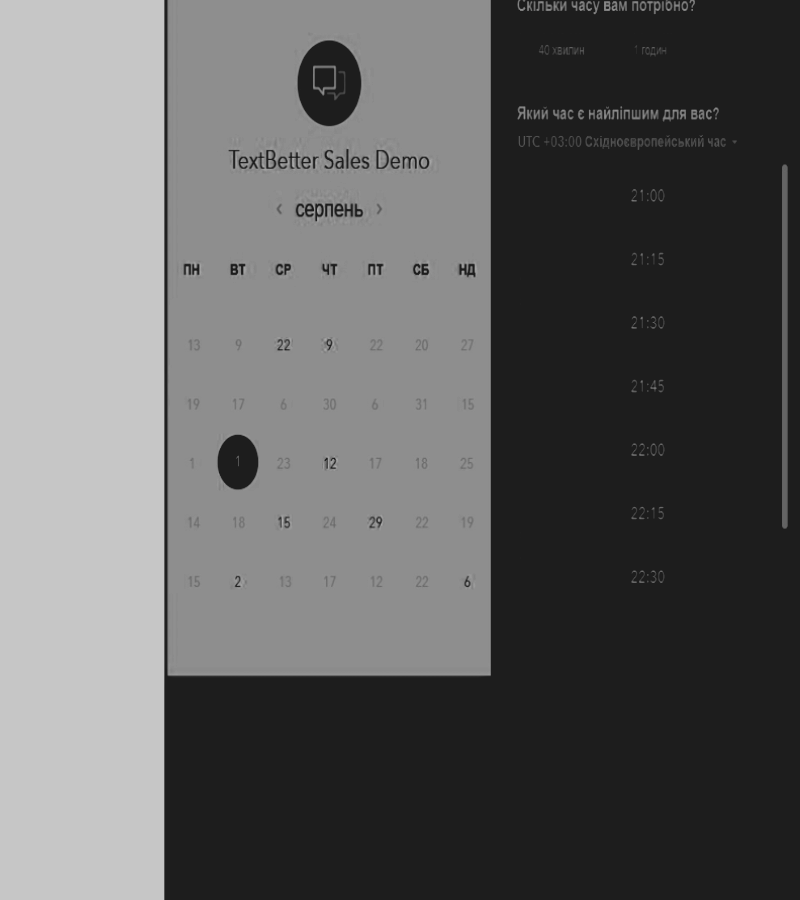 TextBetter Sales Demo
‹ серпень ›
ПН ВТ СР ЧТ ПТ СБ НД
13 9 22 9 22 20 27
19 17 6 30 6 31 15
1 1 23 12 17 18 25
14 18 15 24 29 22 19
15 2 13 17 12 22 6
Скільки часу вам потрібно?
40 хвилин 1 годин
Який час є найліпшим для вас?
UTC +03:00 Східноєвропейський час
21:00
21:15
21:30
21:45
22:00
22:15
22:30